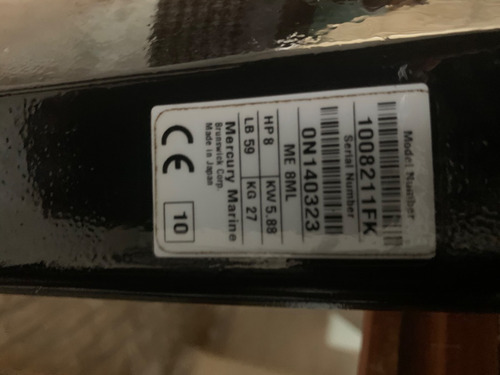 Model Number
1008211FK
Serial Number
0N140323
ME 8ML
HP 8 KW 5.88
LB 59 KG 27
Mercury Marine
Brunswick Corp.
Made in Japan
CE 10